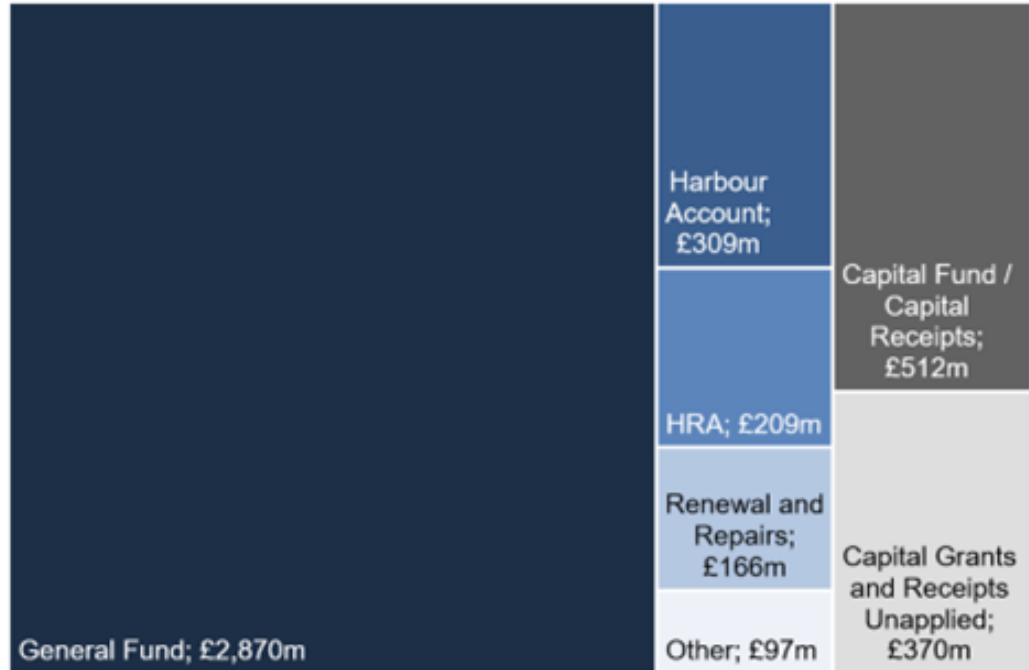 General Fund; £2,870m
Harbour
Account;
£309m
HRA; £209m
Renewal and
Repairs;
£166m
Other; £97m
Capital Fund /
Capital
Receipts;
£512m
Capital Grants
and Receipts
Unapplied;
£370m